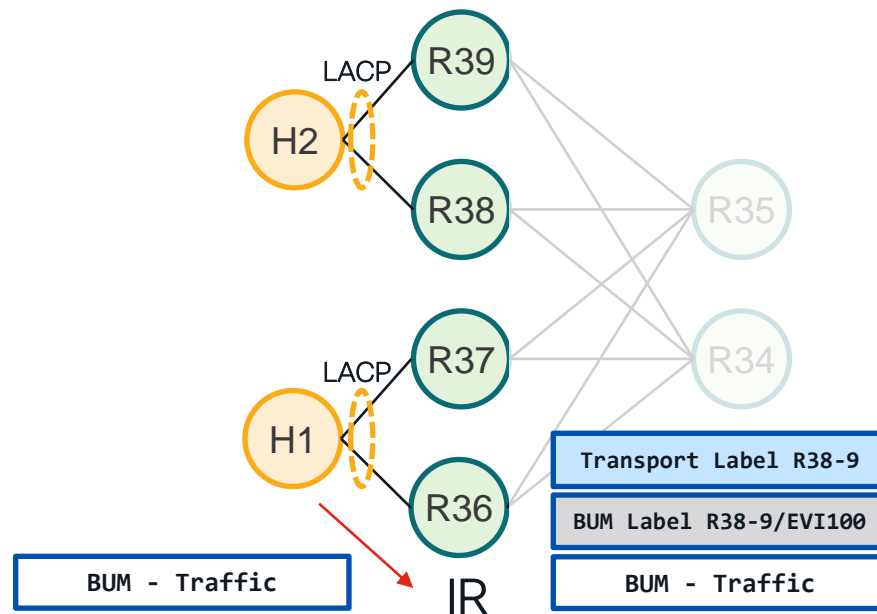 R39
LACP
H2
R38
R35
R37
R34
LACP
H1
Transport Label R38-9
R36
BUM Label R38-9/EVI100
BUM - Traffic
IR
BUM - Traffic